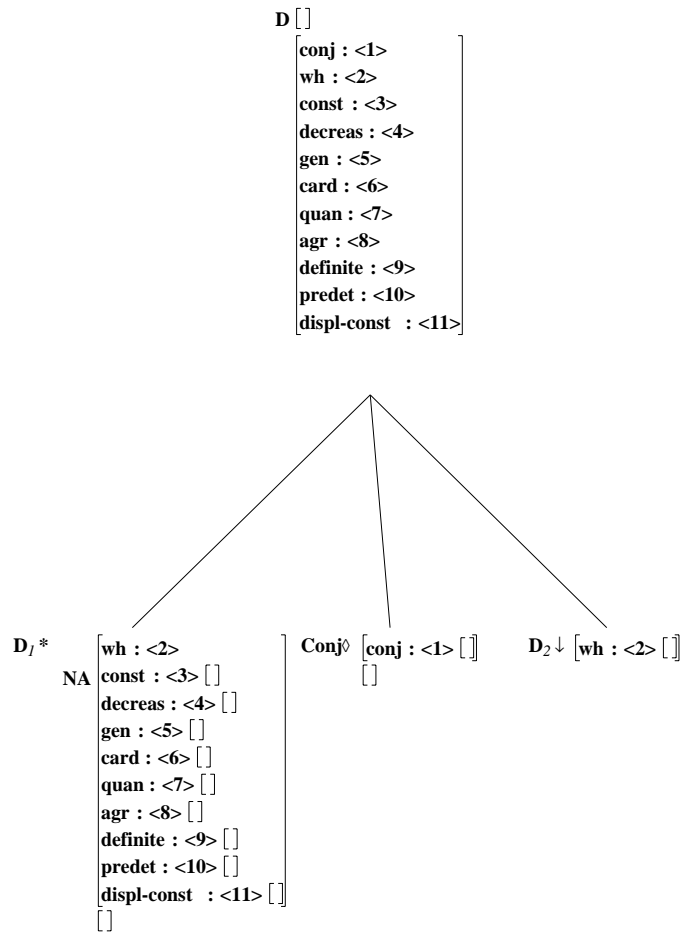 D []
conj : <1>
wh : <2>
const : <3>
decreas : <4>
gen : <5>
card : <6>
quan : <7>
agr : <8>
definite : <9>
predet : <10>
displ-const : <11>
D1 * wh : <2> Conj◊ conj : <1> [] D2 ↓ wh : <2> []
NA const : <3> [] []
decreas : <4> []
gen : <5> []
card : <6> []
quan : <7> []
agr : <8> []
definite : <9> []
predet : <10> []
displ-const : <11> []
[]